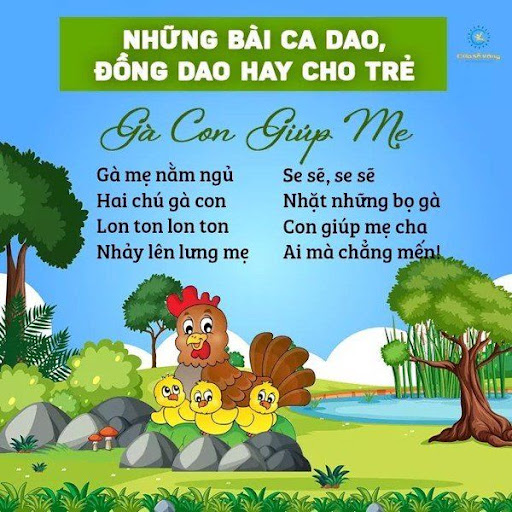 NHỮNG BÀI CA DAO,
ĐỒNG DAO HAY CHO TRẺ
Gà Con Giúp Mẹ
Gà mẹ nằm ngủ
Hai chú gà con
Lon ton lon ton
Nhảy lên lưng mẹ
Se sẽ, se sẽ
Nhặt những bọ gà
Con giúp mẹ cha
Ai mà chẳng mến!